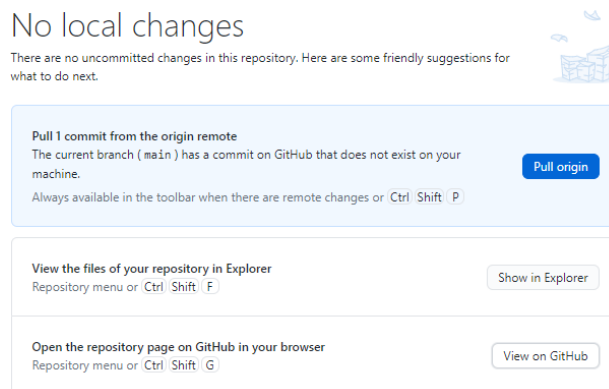 No local changes
There are no uncommitted changes in this repository. Here are some friendly suggestions for
what to do next.
Pull 1 commit from the origin remote
The current branch (main) has a commit on GitHub that does not exist on your
machine.
Always available in the toolbar when there are remote changes or Ctrl Shift P
Pull origin
View the files of your repository in Explorer
Repository menu or Ctrl Shift F
Show in Explorer
Open the repository page on GitHub in your browser
Repository menu or Ctrl Shift G
View on GitHub